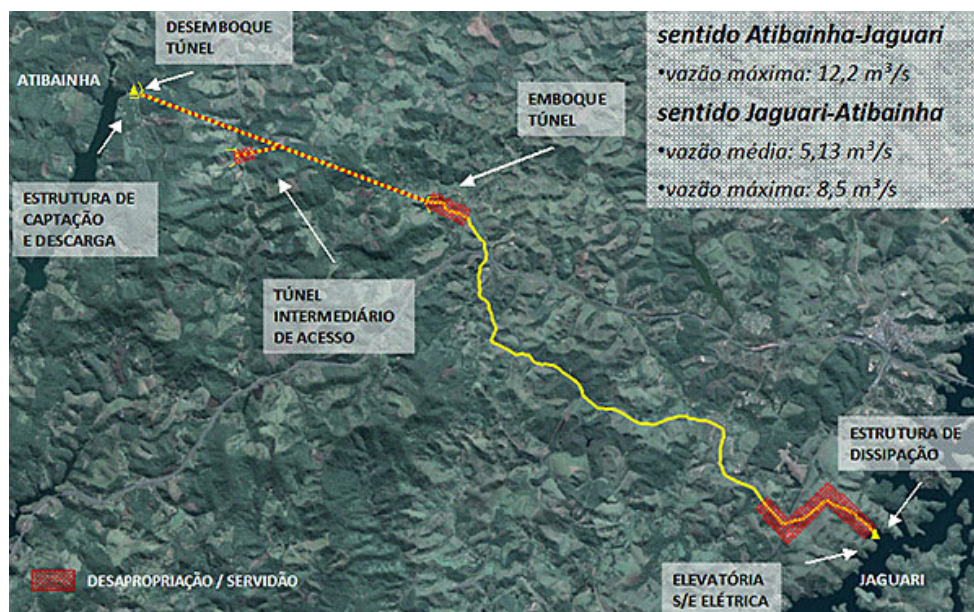 DESEMBOQUE
TÚNEL
ATIBAINHA
sentido Atibainha-Jaguari
•vazão máxima: 12,2 m³/s
sentido Jaguari-Atibainha
•vazão média: 5,13 m³/s
•vazão máxima: 8,5 m³/s
EMBOQUE
TÚNEL
ESTRUTURA DE
CAPTAÇÃO
E DESCARGA
TÚNEL
INTERMEDIÁRIO
DE ACESSO
ESTRUTURA DE
DISSIPAÇÃO
DESAPROPRIAÇÃO / SERVIDÃO
ELEVATÓRIA
S/E ELÉTRICA
JAGUARI